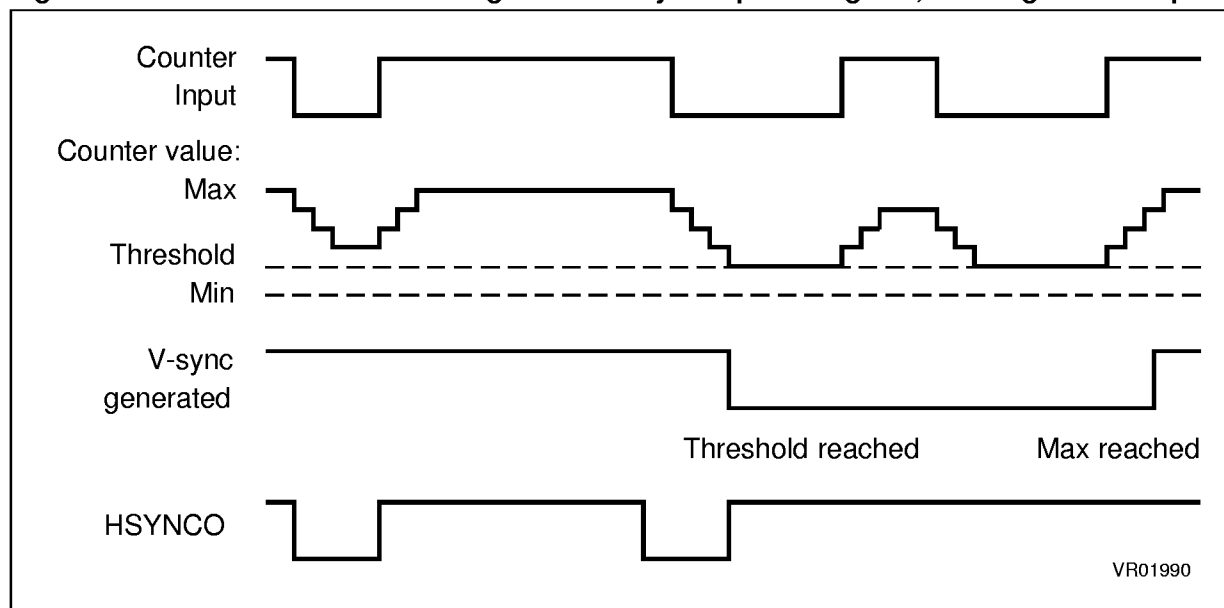 Counter
Input
Counter value:
Max
Threshold
Min
V-sync
generated
Threshold reached
Max reached
HSYNCO
VR01990